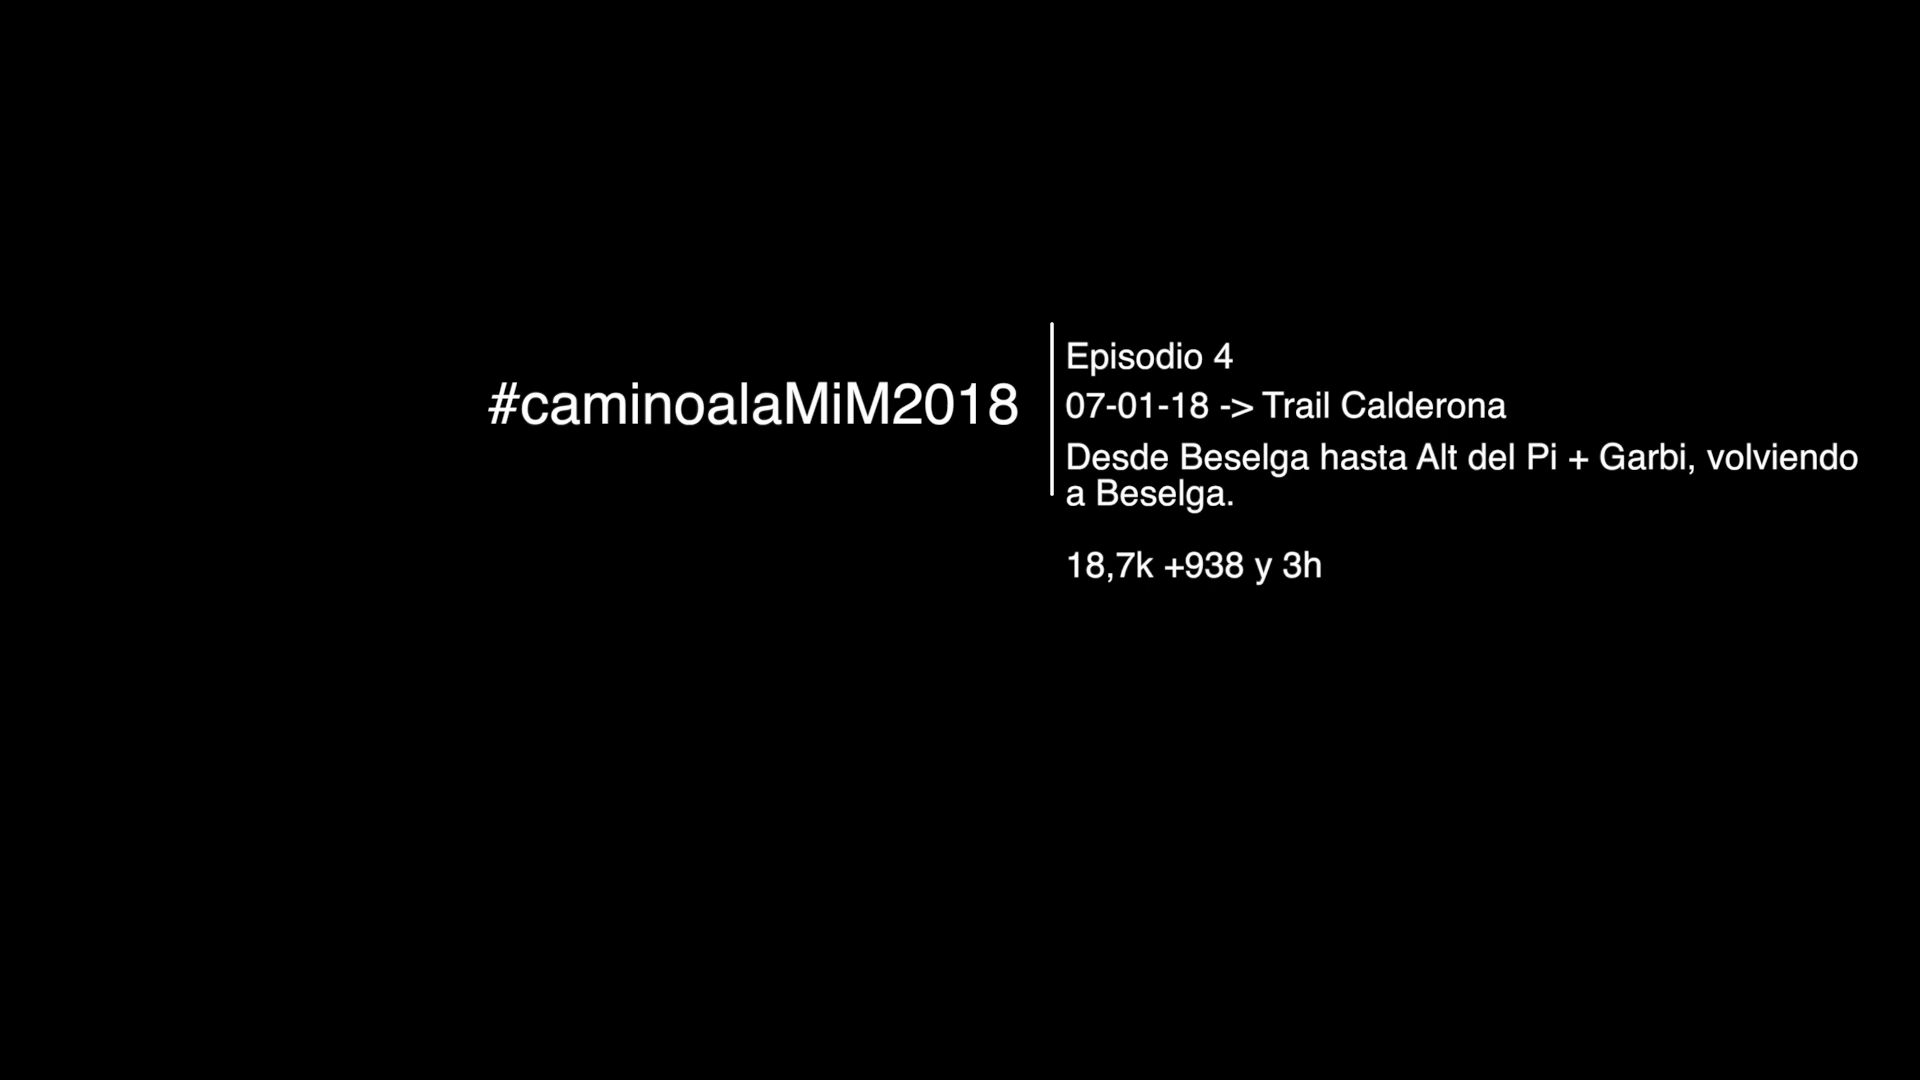 #caminoalaMiM2018
Episodio 4
07-01-18 -> Trail Calderona
Desde Beselga hasta Alt del Pi + Garbi, volviendo
a Beselga.
18,7k +938 y 3h